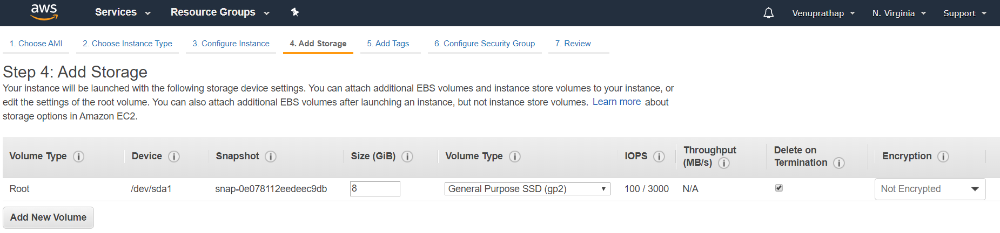 aws Services Resource Groups Venuprathap N. Virginia Support
1. Choose AMI 2. Choose Instance Type 3. Configure Instance 4. Add Storage 5. Add Tags 6. Configure Security Group 7. Review
Step 4: Add Storage
Your instance will be launched with the following storage device settings. You can attach additional EBS volumes and instance store volumes to your instance, or
edit the settings of the root volume. You can also attach additional EBS volumes after launching an instance, but not instance store volumes. Learn more about
storage options in Amazon EC2.
Volume Type i Device i Snapshot i Size (GiB) i Volume Type i IOPS i Throughput (MB/s) i Delete on Termination i Encryption i
Root /dev/sda1 snap-0e078112eedeec9db 8 General Purpose SSD (gp2) 100 / 3000 N/A Not Encrypted
Add New Volume